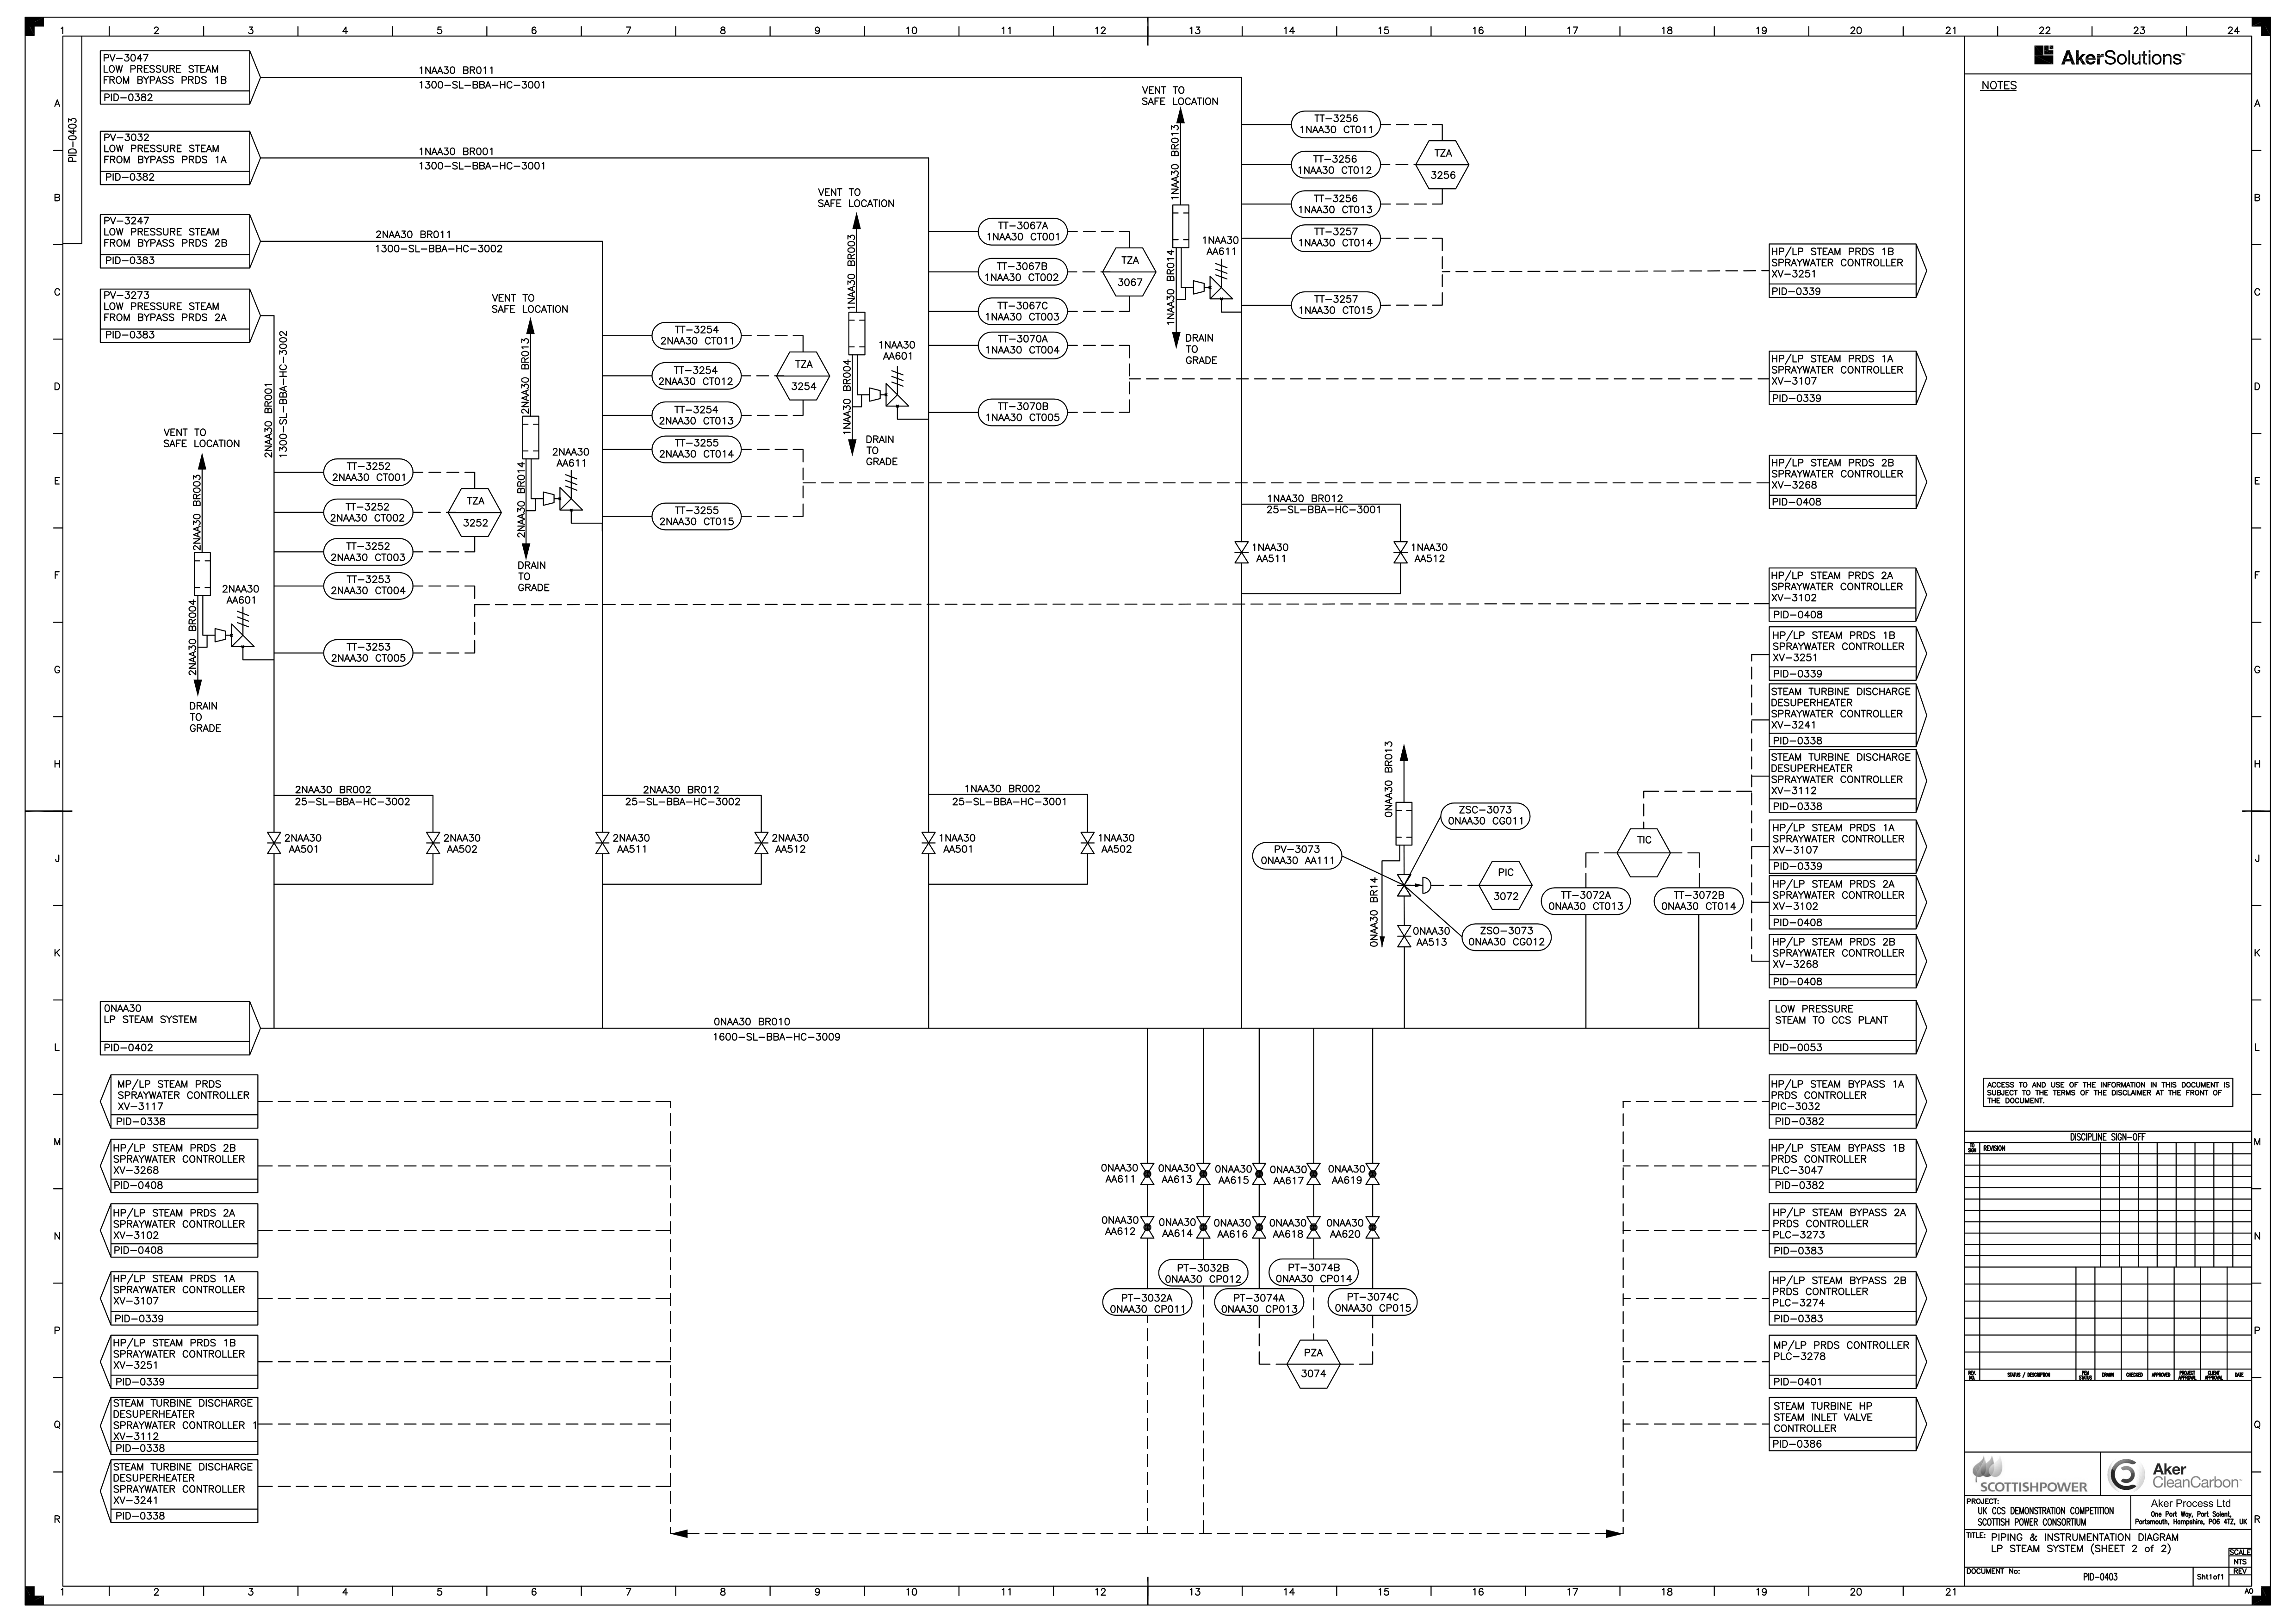 1 2 3 4 5 6 7 8 9 10 11 12 13 14 15 16 17 18 19 20 21 22 23 24
A
B
C
D
E
F
G
H
J
K
L
M
N
P
Q
R
PID-0403
PV-3047
LOW PRESSURE STEAM
FROM BYPASS PRDS 1B
PID-0382
PV-3032
LOW PRESSURE STEAM
FROM BYPASS PRDS 1A
PID-0382
PV-3247
LOW PRESSURE STEAM
FROM BYPASS PRDS 2B
PID-0383
PV-3273
LOW PRESSURE STEAM
FROM BYPASS PRDS 2A
PID-0383
1NAA30 BR011
1300-SL-BBA-HC-3001
1NAA30 BR001
1300-SL-BBA-HC-3001
2NAA30 BR011
1300-SL-BBA-HC-3002
2NAA30 BR001
1300-SL-BBA-HC-3002
VENT TO
SAFE LOCATION
2NAA30 BR003
2NAA30 BR004
2NAA30
AA601
DRAIN
TO
GRADE
TT-3252
2NAA30 CT001
TT-3252
2NAA30 CT002
TT-3252
2NAA30 CT003
TT-3253
2NAA30 CT004
TT-3253
2NAA30 CT005
TZA
3252
VENT TO
SAFE LOCATION
2NAA30 BR013
2NAA30 BR014
2NAA30
AA611
DRAIN
TO
GRADE
TT-3254
2NAA30 CT011
TT-3254
2NAA30 CT012
TT-3254
2NAA30 CT013
TT-3255
2NAA30 CT014
TT-3255
2NAA30 CT015
TZA
3254
VENT TO
SAFE LOCATION
1NAA30 BR003
1NAA30 BR004
1NAA30
AA601
DRAIN
TO
GRADE
TT-3067A
1NAA30 CT001
TT-3067B
1NAA30 CT002
TT-3067C
1NAA30 CT003
TT-3070A
1NAA30 CT004
TT-3070B
1NAA30 CT005
TZA
3067
VENT TO
SAFE LOCATION
1NAA30 BR013
1NAA30 BR014
1NAA30
AA611
DRAIN
TO
GRADE
TT-3256
1NAA30 CT011
TT-3256
1NAA30 CT012
TT-3256
1NAA30 CT013
TT-3257
1NAA30 CT014
TT-3257
1NAA30 CT015
TZA
3256
HP/LP STEAM PRDS 1B
SPRAYWATER CONTROLLER
XV-3251
PID-0339
HP/LP STEAM PRDS 1A
SPRAYWATER CONTROLLER
XV-3107
PID-0339
HP/LP STEAM PRDS 2B
SPRAYWATER CONTROLLER
XV-3268
PID-0408
HP/LP STEAM PRDS 2A
SPRAYWATER CONTROLLER
XV-3102
PID-0408
HP/LP STEAM PRDS 1B
SPRAYWATER CONTROLLER
XV-3251
PID-0339
STEAM TURBINE DISCHARGE
DESUPERHEATER
SPRAYWATER CONTROLLER
XV-3241
PID-0338
STEAM TURBINE DISCHARGE
DESUPERHEATER
SPRAYWATER CONTROLLER
XV-3112
PID-0338
HP/LP STEAM PRDS 1A
SPRAYWATER CONTROLLER
XV-3107
PID-0339
HP/LP STEAM PRDS 2A
SPRAYWATER CONTROLLER
XV-3102
PID-0408
HP/LP STEAM PRDS 2B
SPRAYWATER CONTROLLER
XV-3268
PID-0408
LOW PRESSURE
STEAM TO CCS PLANT
PID-0053
1NAA30 BR012
25-SL-BBA-HC-3001
1NAA30
AA511
1NAA30
AA512
2NAA30 BR002
25-SL-BBA-HC-3002
2NAA30
AA501
2NAA30
AA502
2NAA30 BR012
25-SL-BBA-HC-3002
2NAA30
AA511
2NAA30
AA512
1NAA30 BR002
25-SL-BBA-HC-3001
1NAA30
AA501
1NAA30
AA502
0NAA30 BR013
0NAA30 BR14
PV-3073
0NAA30 AA111
ZSC-3073
0NAA30 CG011
PIC
3072
ZSO-3073
0NAA30 CG012
0NAA30
AA513
TIC
TT-3072A
0NAA30 CT013
TT-3072B
0NAA30 CT014
0NAA30
LP STEAM SYSTEM
PID-0402
0NAA30 BR010
1600-SL-BBA-HC-3009
MP/LP STEAM PRDS
SPRAYWATER CONTROLLER
XV-3117
PID-0338
HP/LP STEAM PRDS 2B
SPRAYWATER CONTROLLER
XV-3268
PID-0408
HP/LP STEAM PRDS 2A
SPRAYWATER CONTROLLER
XV-3102
PID-0408
HP/LP STEAM PRDS 1A
SPRAYWATER CONTROLLER
XV-3107
PID-0339
HP/LP STEAM PRDS 1B
SPRAYWATER CONTROLLER
XV-3251
PID-0339
STEAM TURBINE DISCHARGE
DESUPERHEATER
SPRAYWATER CONTROLLER 1
XV-3112
PID-0338
STEAM TURBINE DISCHARGE
DESUPERHEATER
SPRAYWATER CONTROLLER
XV-3241
PID-0338
0NAA30 0NAA30 0NAA30 0NAA30 0NAA30
AA611 AA613 AA615 AA617 AA619
0NAA30 0NAA30 0NAA30 0NAA30 0NAA30
AA612 AA614 AA616 AA618 AA620
PT-3032B
0NAA30 CP012
PT-3074B
0NAA30 CP014
PT-3032A
0NAA30 CP011
PT-3074A
0NAA30 CP013
PT-3074C
0NAA30 CP015
PZA
3074
HP/LP STEAM BYPASS 1A
PRDS CONTROLLER
PIC-3032
PID-0382
HP/LP STEAM BYPASS 1B
PRDS CONTROLLER
PLC-3047
PID-0382
HP/LP STEAM BYPASS 2A
PRDS CONTROLLER
PLC-3273
PID-0383
HP/LP STEAM BYPASS 2B
PRDS CONTROLLER
PLC-3274
PID-0383
MP/LP PRDS CONTROLLER
PLC-3278
PID-0401
STEAM TURBINE HP
STEAM INLET VALVE
CONTROLLER
PID-0386
AkerSolutions™
NOTES
ACCESS TO AND USE OF THE INFORMATION IN THIS DOCUMENT IS
SUBJECT TO THE TERMS OF THE DISCLAIMER AT THE FRONT OF
THE DOCUMENT.
DISCIPLINE SIGN-OFF
TO SIGN REVISION
REV. NO. STATUS / DESCRIPTION PEM STATUS DRAWN CHECKED APPROVED PROJECT APPROVAL CLIENT APPROVAL DATE
SCOTTISHPOWER
Aker
CleanCarbon™
PROJECT:
UK CCS DEMONSTRATION COMPETITION
SCOTTISH POWER CONSORTIUM
Aker Process Ltd
One Port Way, Port Solent,
Portsmouth, Hampshire, PO6 4TZ, UK
TITLE: PIPING & INSTRUMENTATION DIAGRAM
LP STEAM SYSTEM (SHEET 2 of 2)
SCALE
NTS
REV
DOCUMENT No:
PID-0403
Sht1of1
A0
A
B
C
D
E
F
G
H
J
K
L
M
N
P
Q
R
1 2 3 4 5 6 7 8 9 10 11 12 13 14 15 16 17 18 19 20 21